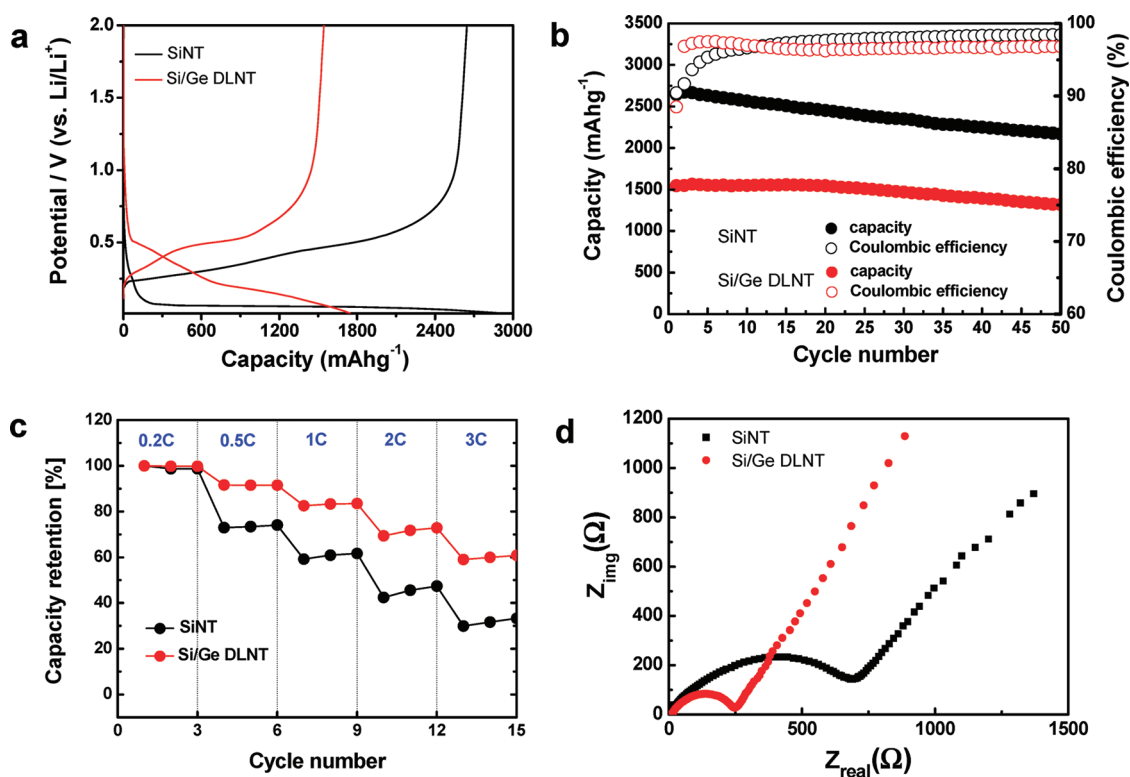 a
2.0
1.5
1.0
0.5
0 600 1200 1800 2400 3000
Potential / V (vs. Li/Li⁺)
Capacity (mAhg⁻¹)
SiNT
Si/Ge DLNT
b
3500
3000
2500
2000
1500
1000
500
0
100
90
80
70
60
0 5 10 15 20 25 30 35 40 45 50
Capacity (mAhg⁻¹)
Coulombic efficiency (%)
Cycle number
SiNT capacity
Coulombic efficiency
Si/Ge DLNT capacity
Coulombic efficiency
c
120
100
80
60
40
20
0
0.2C 0.5C 1C 2C 3C
0 3 6 9 12 15
Capacity retention [%]
Cycle number
SiNT
Si/Ge DLNT
d
1200
1000
800
600
400
200
0
0 500 1000 1500
Z_img(Ω)
Z_real(Ω)
SiNT
Si/Ge DLNT